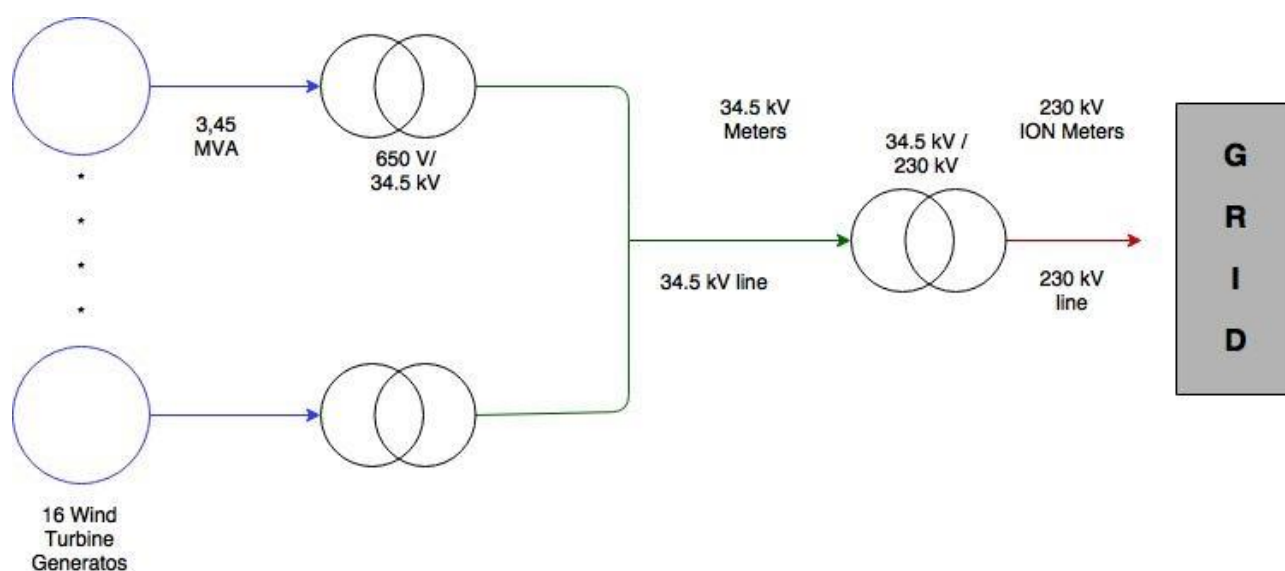 3,45
MVA
*
*
*
*
650 V/
34.5 kV
16 Wind
Turbine
Generatos
34.5 kV
Meters
34.5 kV line
34.5 kV /
230 kV
230 kV
ION Meters
230 kV
line
G
R
I
D